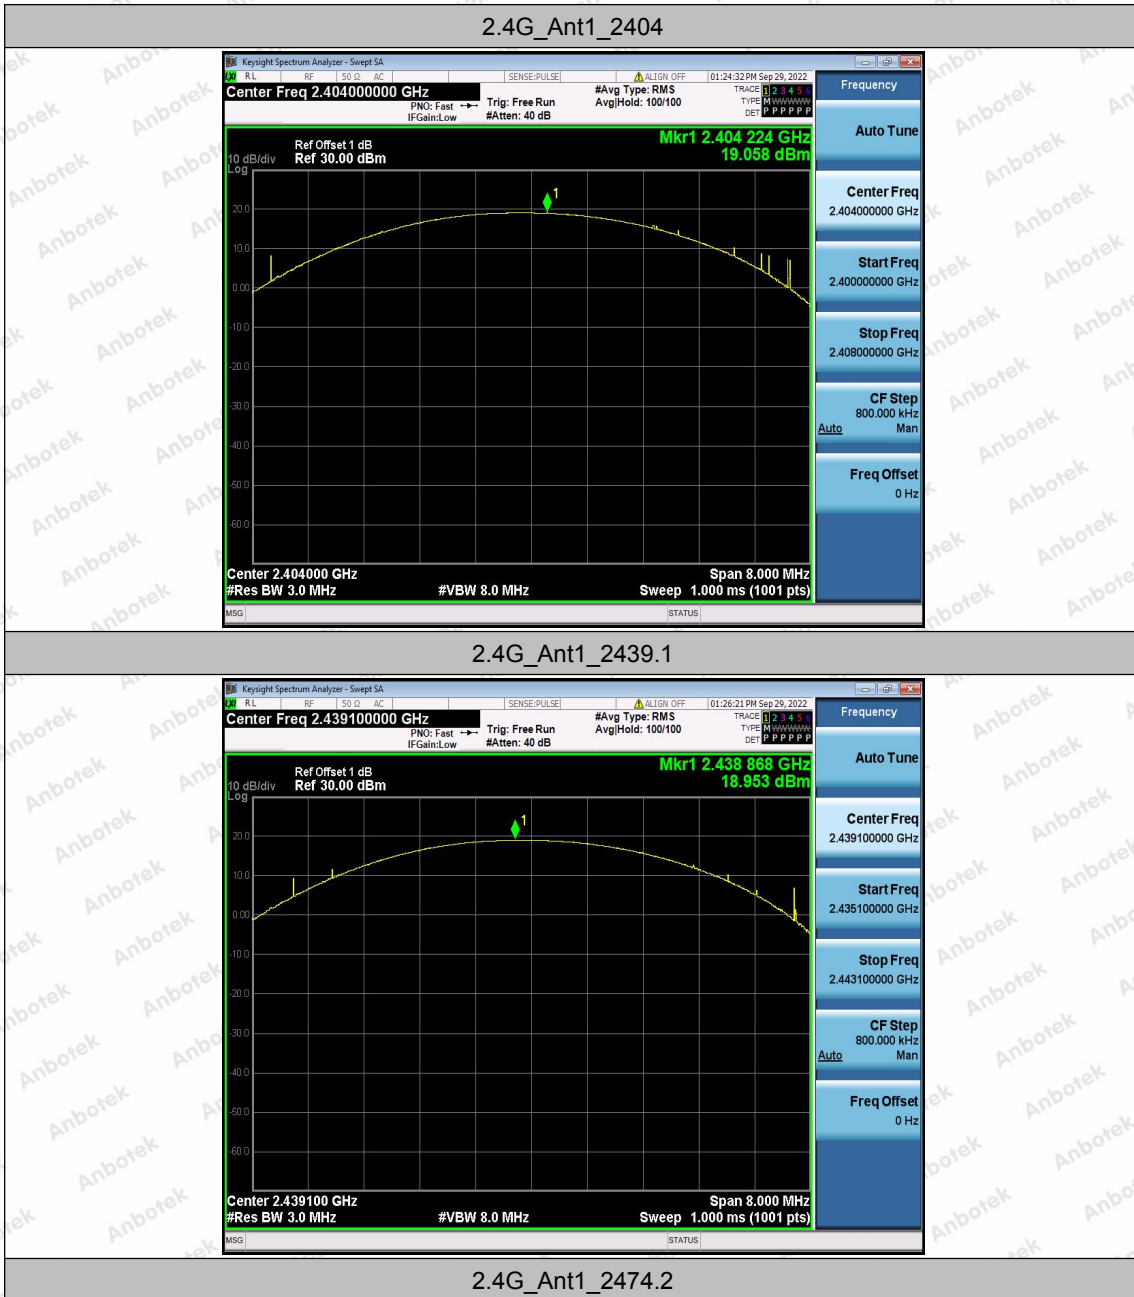 2.4G_Ant1_2404
Keysight Spectrum Analyzer - Swept SA
LXI RL RF 50 Ω AC SENSE:PULSE ALIGN OFF 01:24:32 PM Sep 29, 2022
Center Freq 2.404000000 GHz
PNO: Fast
IFGain:Low
Trig: Free Run
#Atten: 40 dB
#Avg Type: RMS
Avg|Hold: 100/100
TRACE 1 2 3 4 5 6
TYPE M WWWWW
DET P P P P P P
Frequency
Mkr1 2.404 224 GHz
19.058 dBm
Ref Offset 1 dB
10 dB/div Ref 30.00 dBm
Log
1
20.0
10.0
0.00
-10.0
-20.0
-30.0
-40.0
-50.0
-60.0
Center 2.404000 GHz Span 8.000 MHz
#Res BW 3.0 MHz #VBW 8.0 MHz Sweep 1.000 ms (1001 pts)
MSG STATUS
Auto Tune
Center Freq
2.404000000 GHz
Start Freq
2.400000000 GHz
Stop Freq
2.408000000 GHz
CF Step
800.000 kHz
Auto Man
Freq Offset
0 Hz
2.4G_Ant1_2439.1
Keysight Spectrum Analyzer - Swept SA
LXI RL RF 50 Ω AC SENSE:PULSE ALIGN OFF 01:26:21 PM Sep 29, 2022
Center Freq 2.439100000 GHz
PNO: Fast
IFGain:Low
Trig: Free Run
#Atten: 40 dB
#Avg Type: RMS
Avg|Hold: 100/100
TRACE 1 2 3 4 5 6
TYPE M WWWWW
DET P P P P P P
Frequency
Mkr1 2.438 868 GHz
18.953 dBm
Ref Offset 1 dB
10 dB/div Ref 30.00 dBm
Log
1
20.0
10.0
0.00
-10.0
-20.0
-30.0
-40.0
-50.0
-60.0
Center 2.439100 GHz Span 8.000 MHz
#Res BW 3.0 MHz #VBW 8.0 MHz Sweep 1.000 ms (1001 pts)
MSG STATUS
Auto Tune
Center Freq
2.439100000 GHz
Start Freq
2.435100000 GHz
Stop Freq
2.443100000 GHz
CF Step
800.000 kHz
Auto Man
Freq Offset
0 Hz
2.4G_Ant1_2474.2